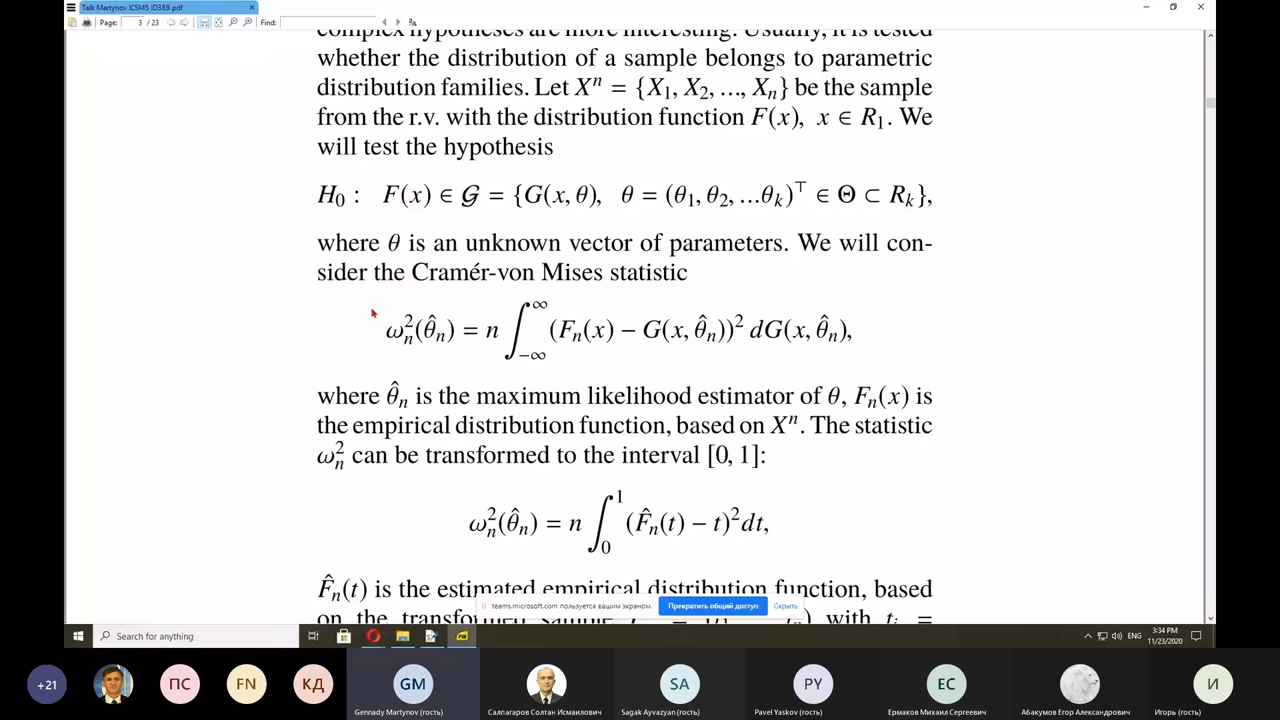 Talk Martynov ICSM5 ID389.pdf
Page: 3 / 23 Find:
complex hypotheses are more interesting. Usually, it is tested
whether the distribution of a sample belongs to parametric
distribution families. Let Xⁿ = {X₁, X₂, ..., Xₙ} be the sample
from the r.v. with the distribution function F(x), x ∈ R₁. We
will test the hypothesis
H₀ : F(x) ∈ 𝒢 = {G(x, θ), θ = (θ₁, θ₂, ...θₖ)^⊤ ∈ Θ ⊂ Rₖ},
where θ is an unknown vector of parameters. We will con-
sider the Cramér-von Mises statistic
ω²ₙ(θ̂ₙ) = n ∫_{−∞}^{∞} (Fₙ(x) − G(x, θ̂ₙ))² dG(x, θ̂ₙ),
where θ̂ₙ is the maximum likelihood estimator of θ, Fₙ(x) is
the empirical distribution function, based on Xⁿ. The statistic
ω²ₙ can be transformed to the interval [0, 1]:
ω²ₙ(θ̂ₙ) = n ∫₀¹ (F̂ₙ(t) − t)² dt,
F̂ₙ(t) is the estimated empirical distribution function, based
teams.microsoft.com пользуется вашим экраном. Прекратить общий доступ Скрыть
on the transformed sample with
Search for anything
ENG 3:34 PM
11/23/2020
+21 ПС FN КД GM SA PY ЕС И
Gennady Martynov (гость) Салпагаров Солтан Исмаилович Sagak Ayvazyan (гость) Pavel Yaskov (гость) Ермаков Михаил Сергеевич Абакумов Егор Александрович Игорь (гость)